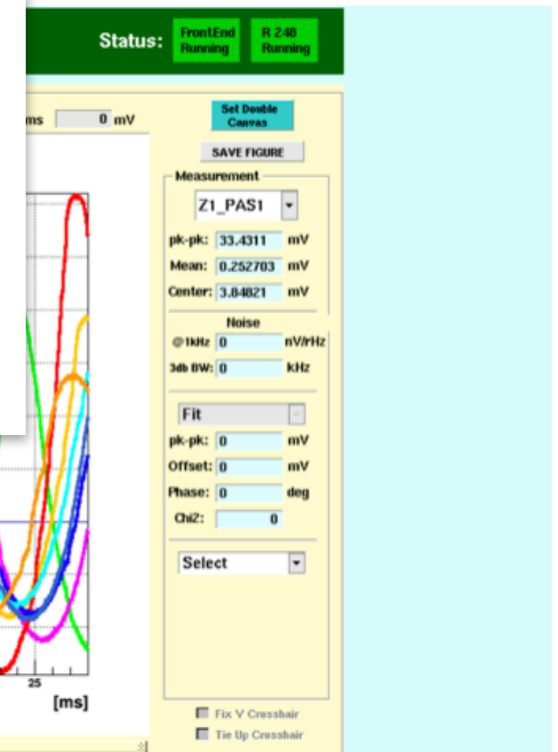 Status:
FrontEnd
Running
R 248
Running
ms 0 mV
Set Double
Canvas
SAVE FIGURE
Measurement
Z1_PAS1
pk-pk: 33.4311 mV
Mean: 0.252703 mV
Center: 3.84821 mV
Noise
@1kHz 0 nV/rHz
3db BW: 0 kHz
Fit
pk-pk: 0 mV
Offset: 0 mV
Phase: 0 deg
Chi2: 0
Select
25
[ms]
Fix V Crosshair
Tie Up Crosshair